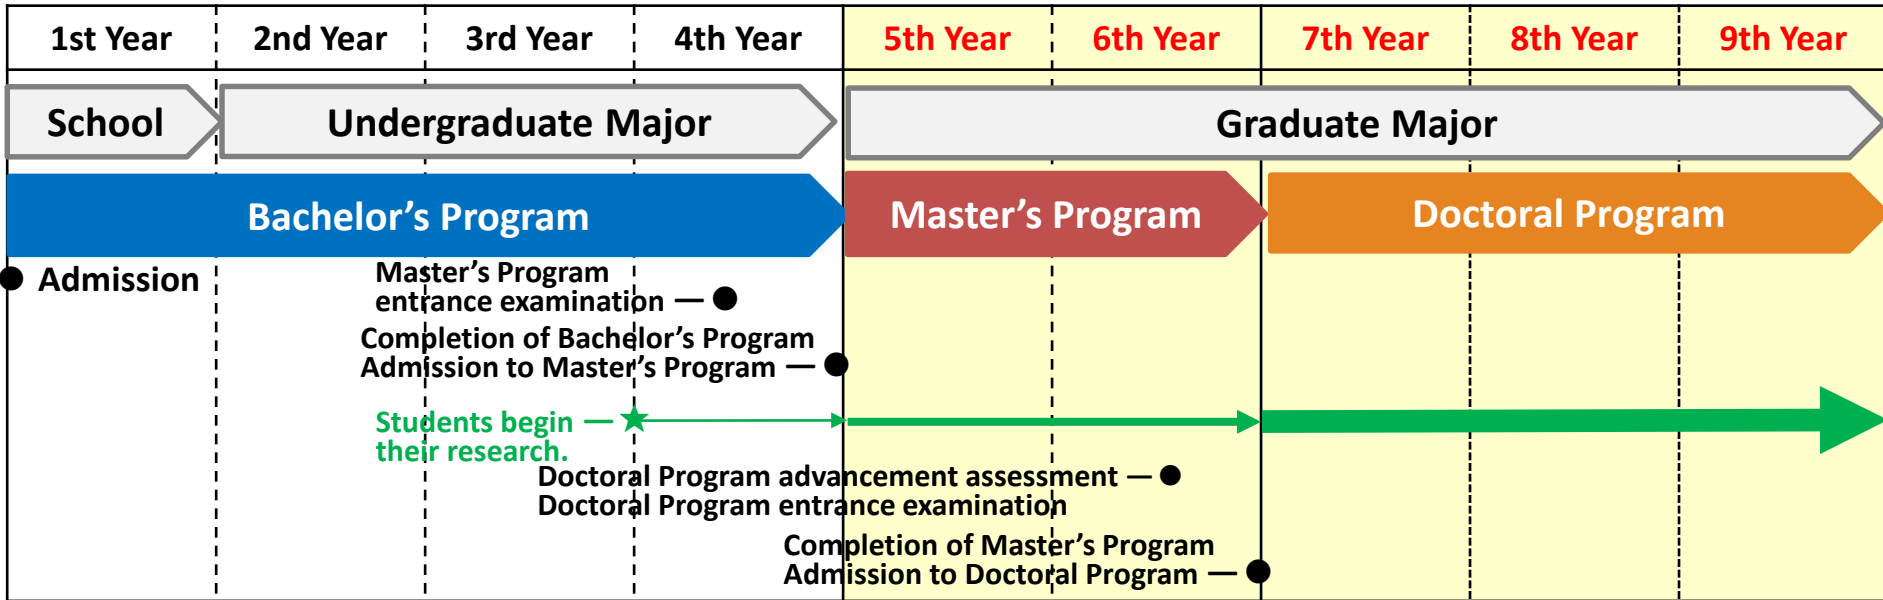 1st Year 2nd Year 3rd Year 4th Year 5th Year 6th Year 7th Year 8th Year 9th Year
School Undergraduate Major Graduate Major
Bachelor’s Program Master’s Program Doctoral Program
Admission
Master’s Program
entrance examination
Completion of Bachelor’s Program
Admission to Master’s Program
Students begin
their research.
Doctoral Program advancement assessment
Doctoral Program entrance examination
Completion of Master’s Program
Admission to Doctoral Program